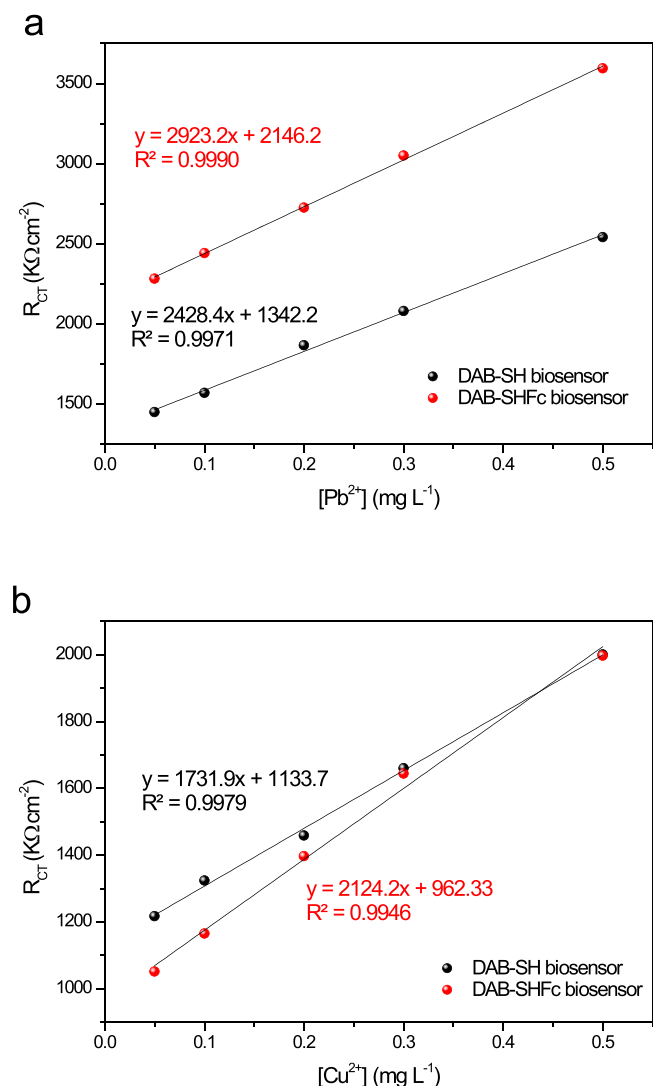 a
3500
3000
2500
2000
1500
R_CT (KΩcm⁻²)
y = 2923.2x + 2146.2
R² = 0.9990
y = 2428.4x + 1342.2
R² = 0.9971
DAB-SH biosensor
DAB-SHFc biosensor
0.0 0.1 0.2 0.3 0.4 0.5
[Pb²⁺] (mg L⁻¹)
b
2000
1800
1600
1400
1200
1000
R_CT (KΩcm⁻²)
y = 1731.9x + 1133.7
R² = 0.9979
y = 2124.2x + 962.33
R² = 0.9946
DAB-SH biosensor
DAB-SHFc biosensor
0.0 0.1 0.2 0.3 0.4 0.5
[Cu²⁺] (mg L⁻¹)